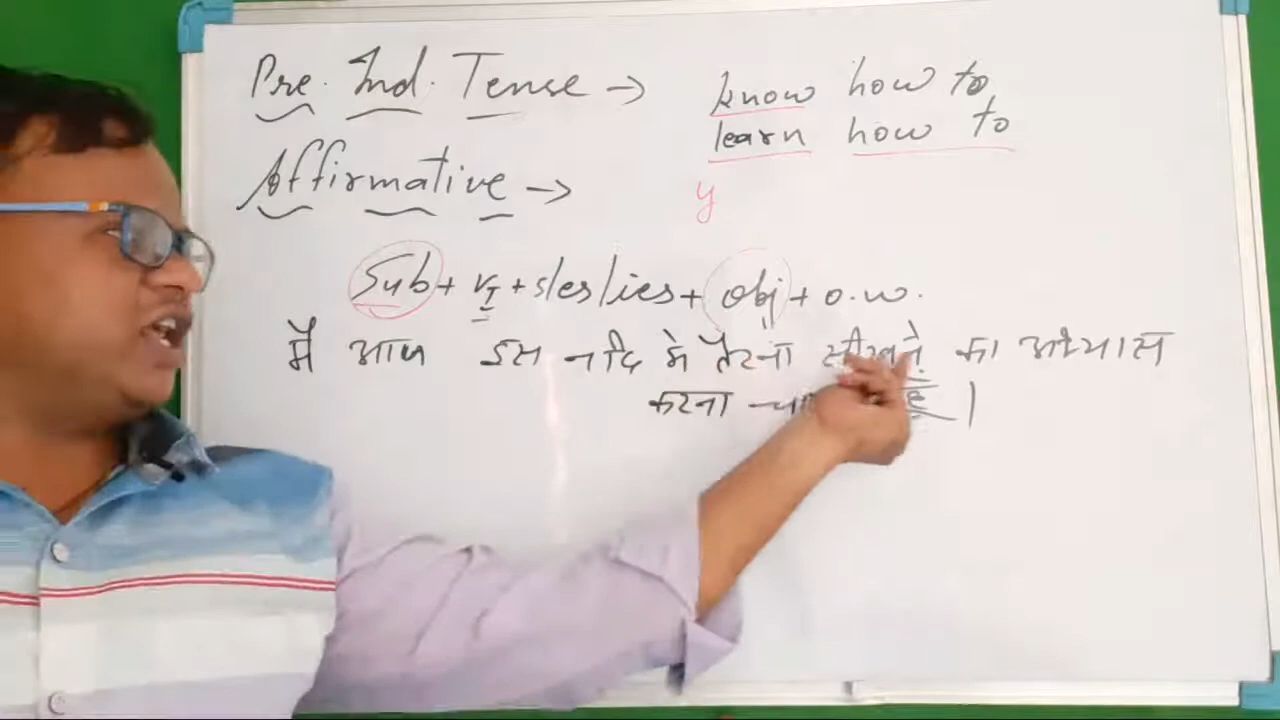 Pre. Ind. Tense → know how to
learn how to
Affirmative → y
Sub + V1 + s/es/ies + obj + o.w.
मैं आज इस नदि मे तैरना सीखने का अभ्यास
करना है।